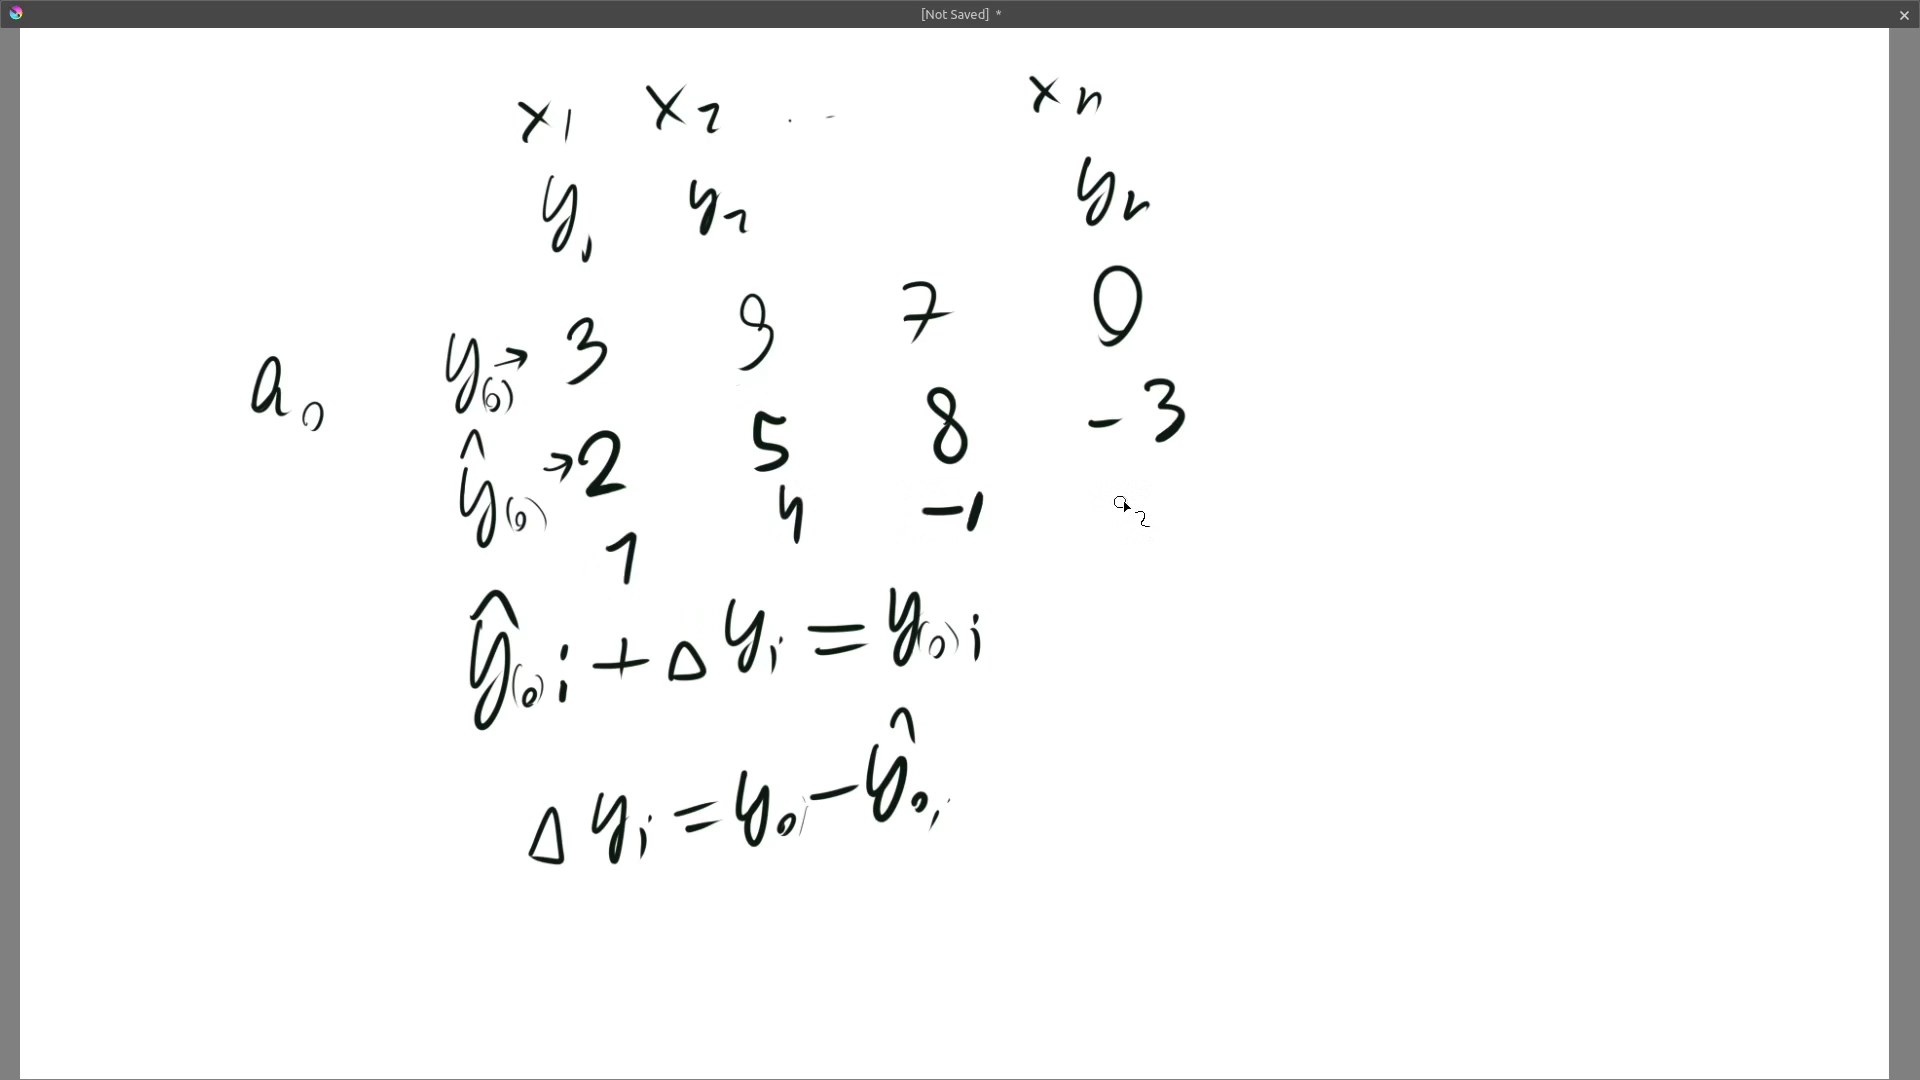 [Not Saved] *
x1 x2 . . xn
y1 y2 yn
a0 y(0) → 3 9 7 0
ŷ(0) → 2 5 8 -3
1 4 -1
ŷ(0)i + Δyi = y(0)i
Δyi = y0i - ŷ0i